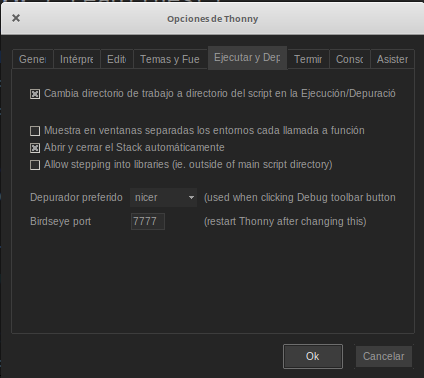 Opciones de Thonny
Gener Intérpre Edito Temas y Fue Ejecutar y Dep Termin Conso Asisten
Cambia directorio de trabajo a directorio del script en la Ejecución/Depuració
Muestra en ventanas separadas los entornos cada llamada a función
Abrir y cerrar el Stack automáticamente
Allow stepping into libraries (ie. outside of main script directory)
Depurador preferido nicer (used when clicking Debug toolbar button
Birdseye port 7777 (restart Thonny after changing this)
Ok Cancelar